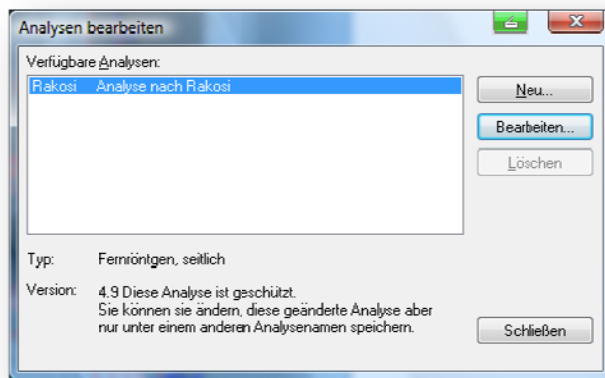 Analysen bearbeiten
Verfügbare Analysen:
Rakosi Analyse nach Rakosi
Neu...
Bearbeiten...
Löschen
Typ: Fernröntgen, seitlich
Version: 4.9 Diese Analyse ist geschützt.
Sie können sie ändern, diese geänderte Analyse aber
nur unter einem anderen Analysenamen speichern.
Schließen